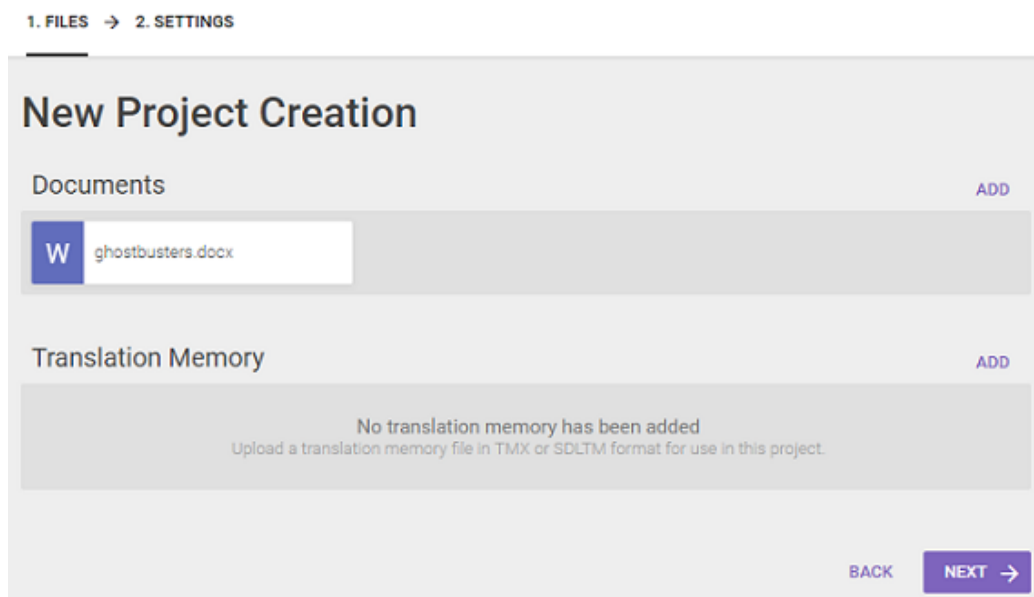 1. FILES → 2. SETTINGS
New Project Creation
Documents
ADD
W
ghostbusters.docx
Translation Memory
ADD
No translation memory has been added
Upload a translation memory file in TMX or SDLTM format for use in this project.
BACK
NEXT →